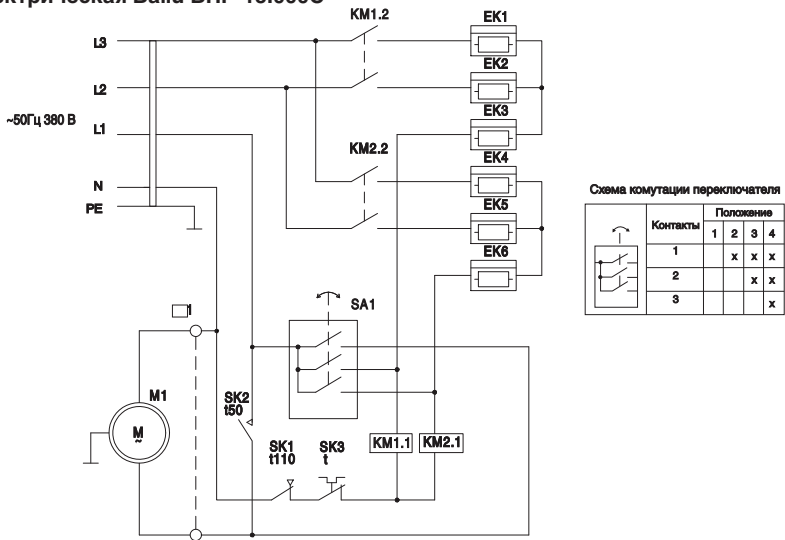 KM1.2
EK1
L3
EK2
L2
EK3
~50Гц 380 В
L1
KM2.2
EK4
N
EK5
PE
EK6
Схема комутации переключателя
Контакты
Положение
1 2 3 4
1 x x x
2 x x
3 x
SA1
1
M1
M
~
SK2
t50
SK1
t110
SK3
t
KM1.1
KM2.1